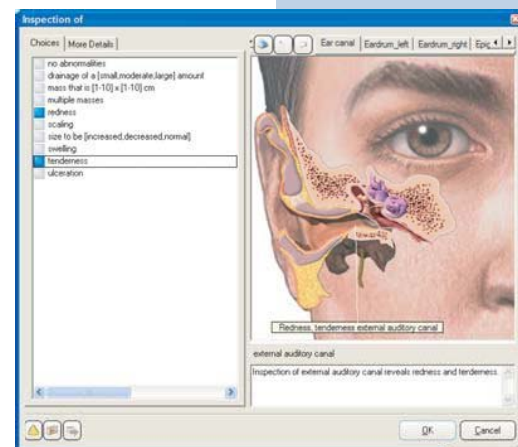 Inspection of
Choices
More Details
Ear canal
Eardrum_left
Eardrum_right
no abnormalities
drainage of a [small,moderate,large] amount
mass that is [1-10] x [1-10] cm
multiple masses
redness
scaling
size to be [increased,decreased,normal]
swelling
tenderness
ulceration
Redness, tenderness external auditory canal
external auditory canal
Inspection of external auditory canal reveals redness and tenderness.
OK
Cancel